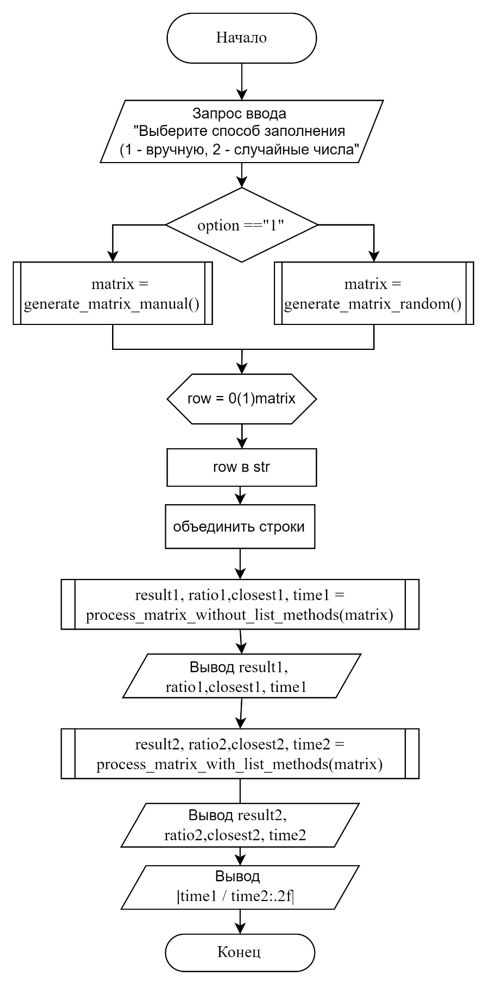 Начало
Запрос ввода
"Выберите способ заполнения
(1 - вручную, 2 - случайные числа"
option =="1"
matrix =
generate_matrix_manual()
matrix =
generate_matrix_random()
row = 0(1)matrix
row в str
объединить строки
result1, ratio1,closest1, time1 =
process_matrix_without_list_methods(matrix)
Вывод result1,
ratio1,closest1, time1
result2, ratio2,closest2, time2 =
process_matrix_with_list_methods(matrix)
Вывод result2,
ratio2,closest2, time2
Вывод
|time1 / time2:.2f|
Конец